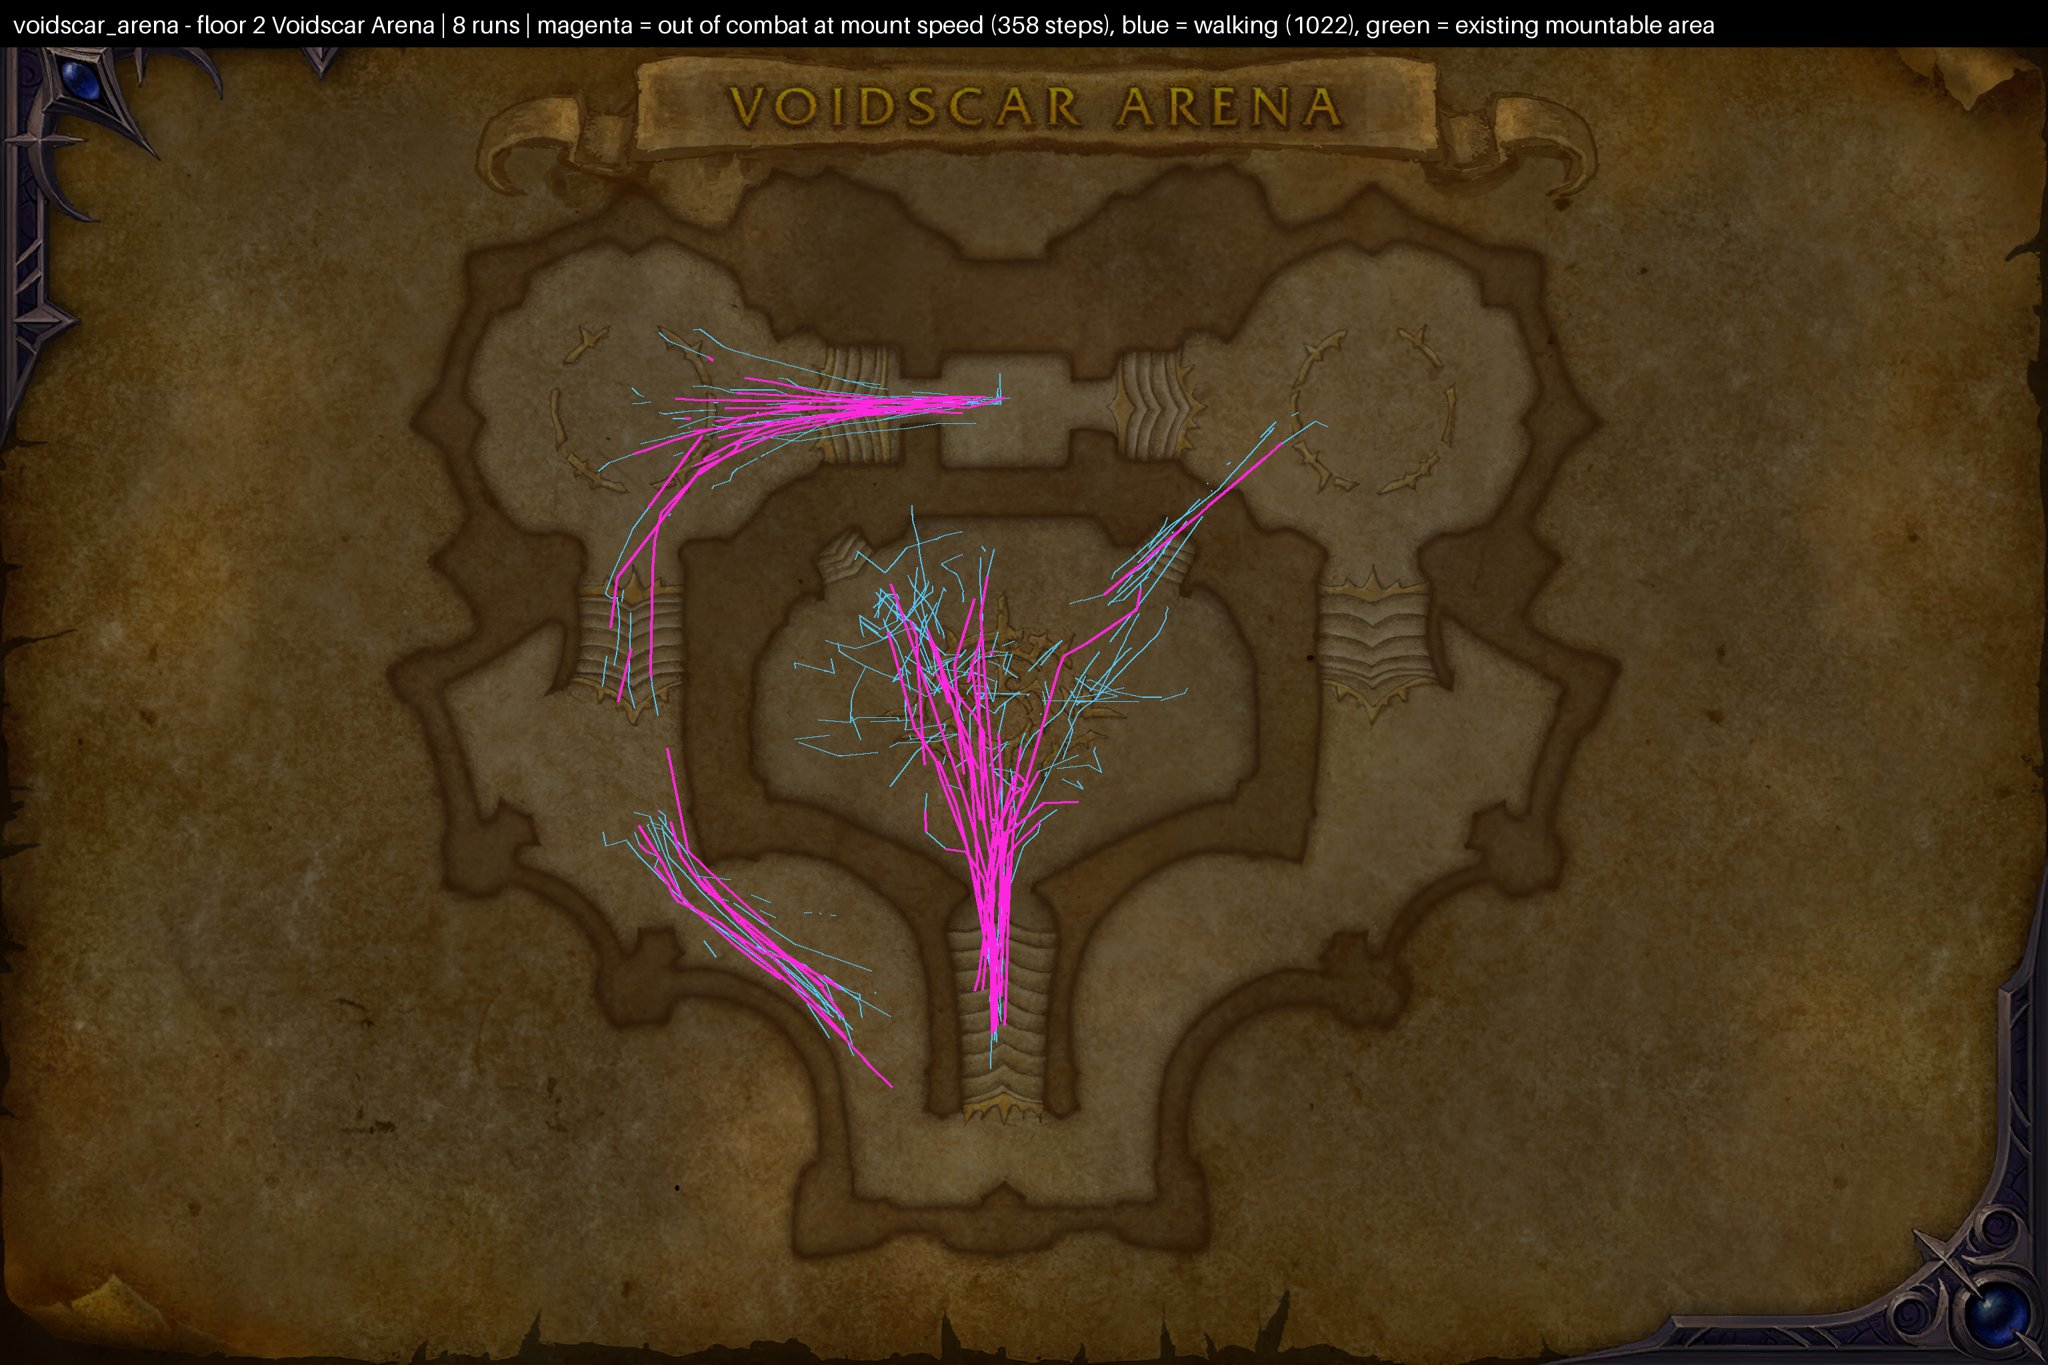 voidscar_arena - floor 2 Voidscar Arena | 8 runs | magenta = out of combat at mount speed (358 steps), blue = walking (1022), green = existing mountable area
VOIDSCAR ARENA